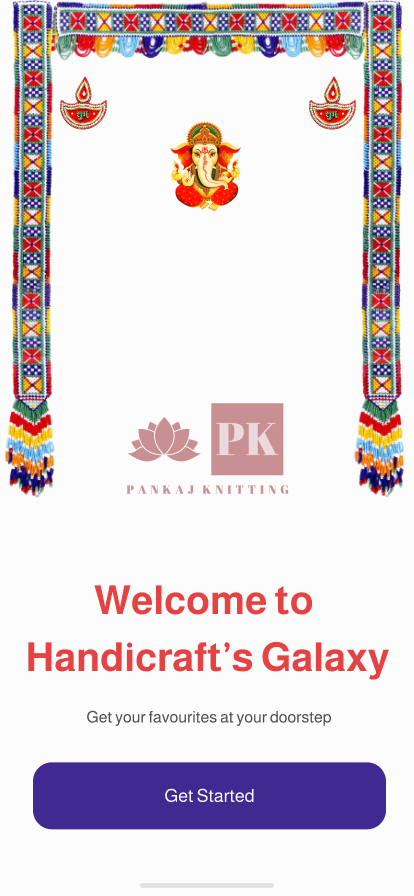 शुभ शुभ
PK
PANKAJ KNITTING
Welcome to
Handicraft’s Galaxy
Get your favourites at your doorstep
Get Started